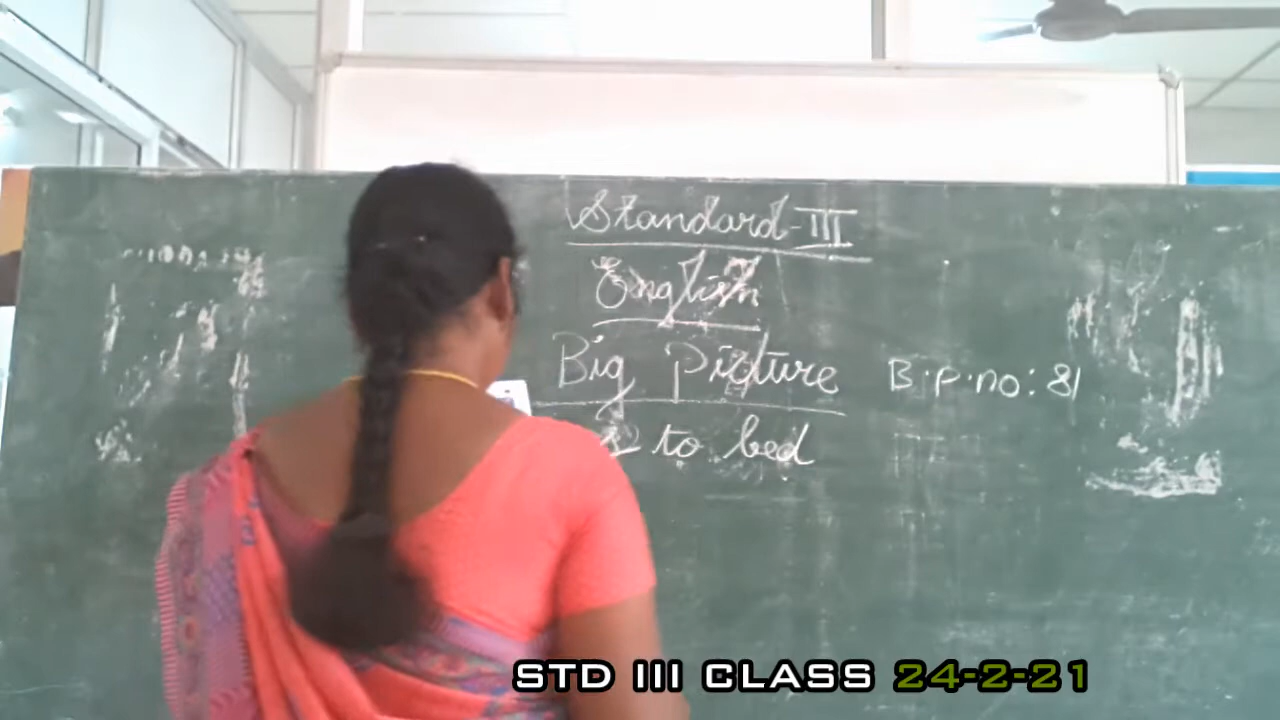 Standard-III
English
Big Picture B.p.no: 81
to bed
STD III CLASS 24-2-21